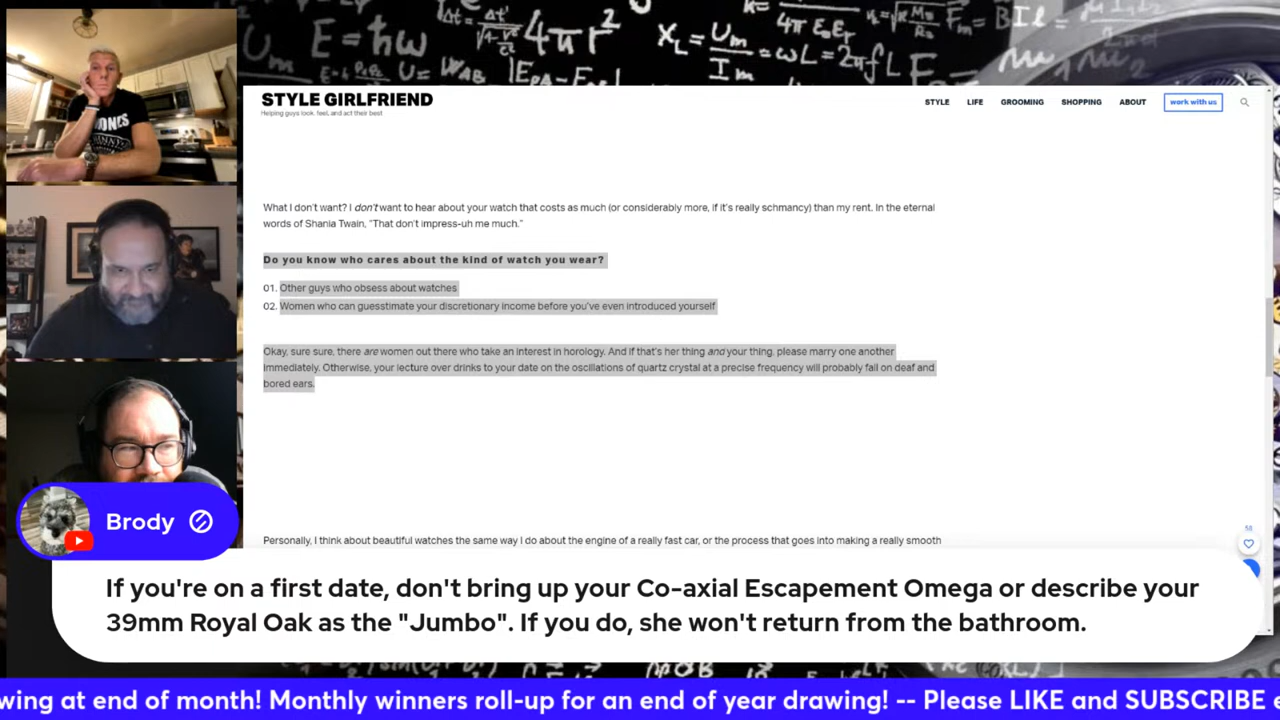 E=ħω
4πr²
STYLE GIRLFRIEND
Helping guys look, feel, and act their best
STYLE LIFE GROOMING SHOPPING ABOUT work with us
What I don't want? I don't want to hear about your watch that costs as much (or considerably more, if it's really schmancy) than my rent. In the eternal
words of Shania Twain, "That don't impress-uh me much."
Do you know who cares about the kind of watch you wear?
01. Other guys who obsess about watches
02. Women who can guesstimate your discretionary income before you've even introduced yourself
Okay, sure sure, there are women out there who take an interest in horology. And if that's her thing and your thing, please marry one another
immediately. Otherwise, your lecture over drinks to your date on the oscillations of quartz crystal at a precise frequency will probably fall on deaf and
bored ears.
Personally, I think about beautiful watches the same way I do about the engine of a really fast car, or the process that goes into making a really smooth
58
Brody
If you're on a first date, don't bring up your Co-axial Escapement Omega or describe your
39mm Royal Oak as the "Jumbo". If you do, she won't return from the bathroom.
wing at end of month! Monthly winners roll-up for an end of year drawing! -- Please LIKE and SUBSCRIBE